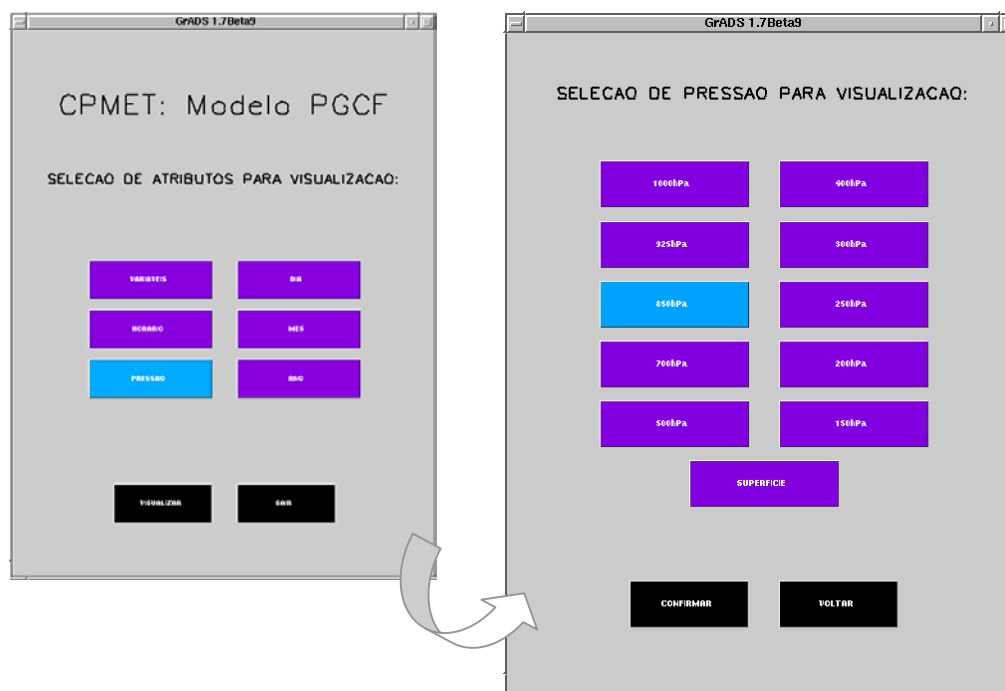 GrADS 1.7Beta9
CPMET: Modelo PGCF
SELECAO DE ATRIBUTOS PARA VISUALIZACAO:
VARIAVEIS
DIA
HORARIO
MES
PRESSAO
ANO
VISUALIZAR
SAIR
GrADS 1.7Beta9
SELECAO DE PRESSAO PARA VISUALIZACAO:
1000hPa
400hPa
925hPa
300hPa
850hPa
250hPa
700hPa
200hPa
500hPa
150hPa
SUPERFICIE
CONFIRMAR
VOLTAR